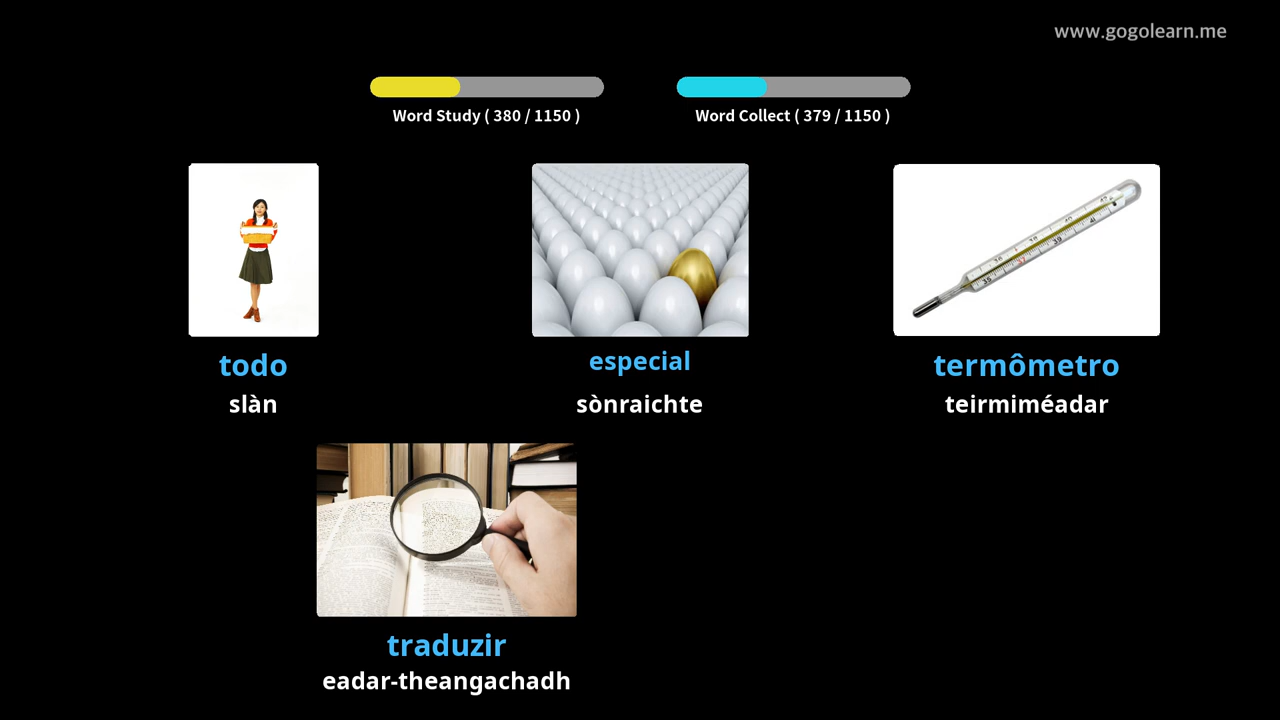 www.gogolearn.me
Word Study ( 380 / 1150 )
Word Collect ( 379 / 1150 )
todo
slàn
especial
sònraichte
termômetro
teirmiméadar
traduzir
eadar-theangachadh